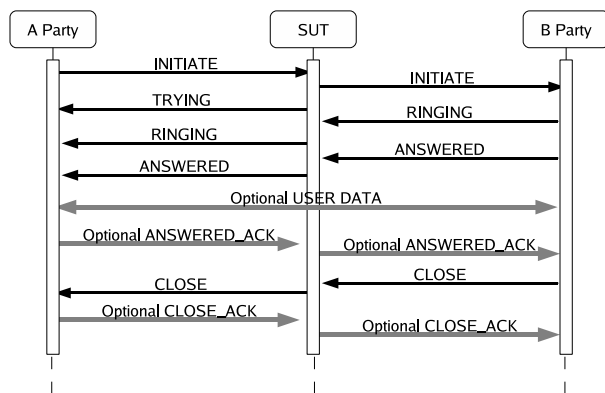 A Party
SUT
B Party
INITIATE
INITIATE
TRYING
RINGING
RINGING
ANSWERED
ANSWERED
Optional USER DATA
Optional ANSWERED_ACK
Optional ANSWERED_ACK
CLOSE
CLOSE
Optional CLOSE_ACK
Optional CLOSE_ACK